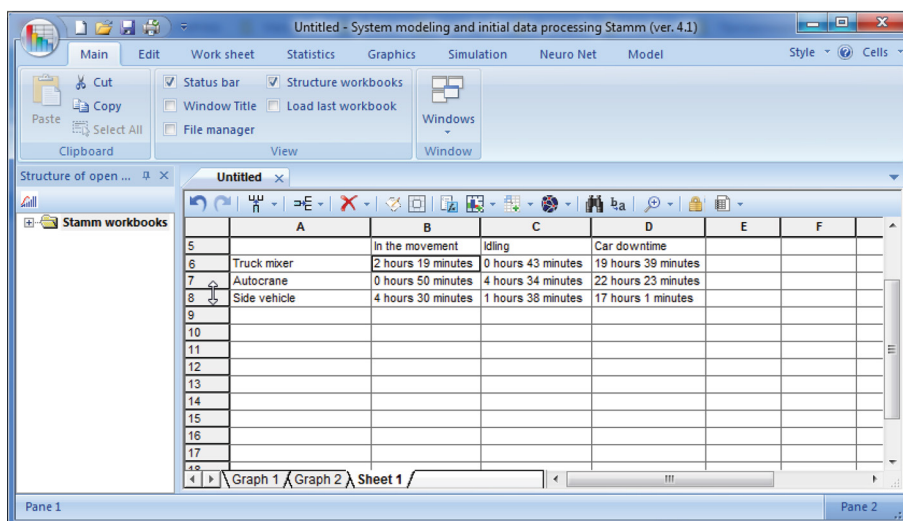 Untitled - System modeling and initial data processing Stamm (ver. 4.1)
Main Edit Work sheet Statistics Graphics Simulation Neuro Net Model Style Cells
Paste
Cut
Copy
Select All
Clipboard
Status bar
Window Title
File manager
Structure workbooks
Load last workbook
View
Windows
Window
Structure of open ...
Stamm workbooks
Untitled
A B C D E F
5 In the movement Idling Car downtime
6 Truck mixer 2 hours 19 minutes 0 hours 43 minutes 19 hours 39 minutes
7 Autocrane 0 hours 50 minutes 4 hours 34 minutes 22 hours 23 minutes
8 Side vehicle 4 hours 30 minutes 1 hours 38 minutes 17 hours 1 minutes
9
10
11
12
13
14
15
16
17
18
Graph 1 Graph 2 Sheet 1
Pane 1 Pane 2